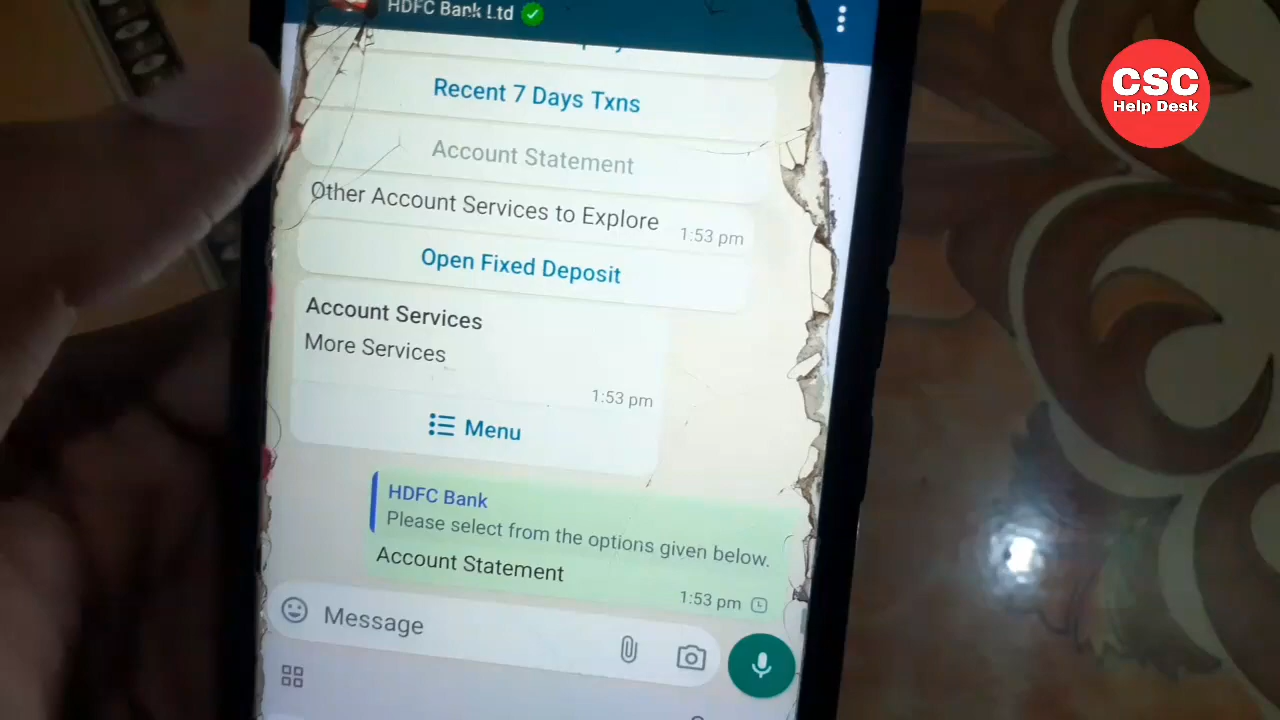 HDFC Bank Ltd
Recent 7 Days Txns
Account Statement
Other Account Services to Explore
1:53 pm
Open Fixed Deposit
Account Services
More Services
1:53 pm
Menu
HDFC Bank
Please select from the options given below.
Account Statement
1:53 pm
Message
CSC
Help Desk